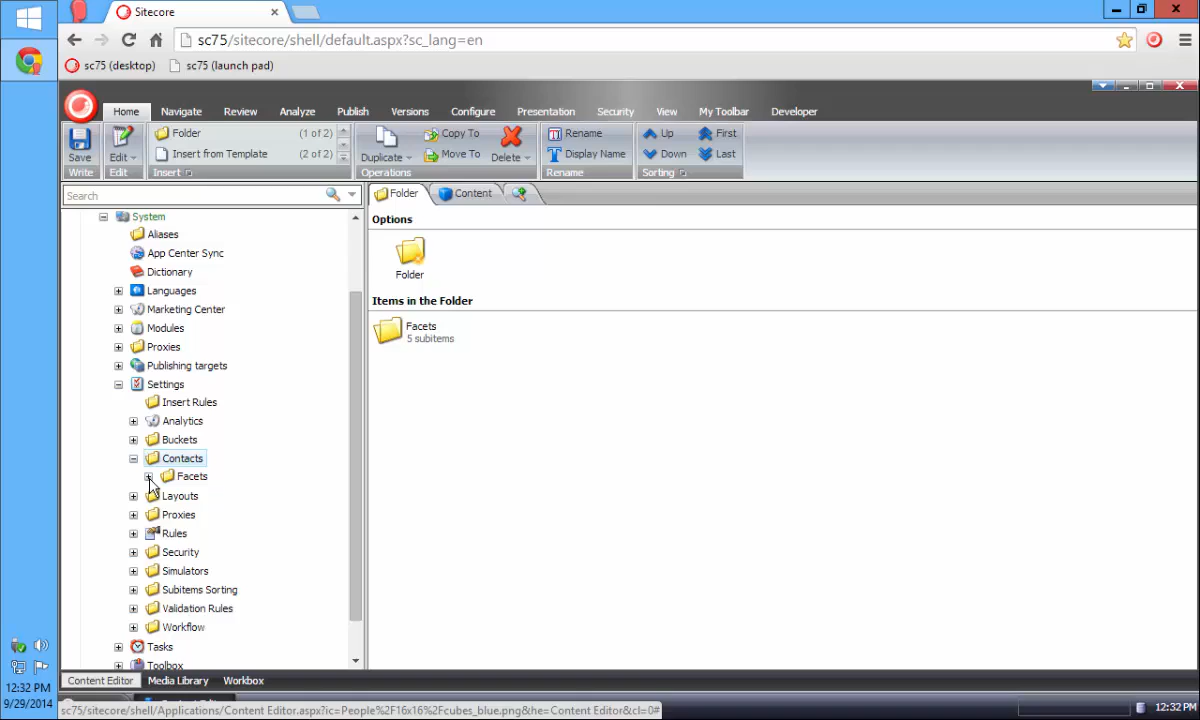 Sitecore
sc75/sitecore/shell/default.aspx?sc_lang=en
sc75 (desktop) sc75 (launch pad)
Home Navigate Review Analyze Publish Versions Configure Presentation Security View My Toolbar Developer
Folder (1 of 2) Copy To Rename Up First
Save Edit Insert from Template (2 of 2) Duplicate Move To Delete Display Name Down Last
Write Edit Insert Operations Rename Sorting
Search
Folder Content
Options
Folder
Items in the Folder
Facets
5 subitems
System
Aliases
App Center Sync
Dictionary
Languages
Marketing Center
Modules
Proxies
Publishing targets
Settings
Insert Rules
Analytics
Buckets
Contacts
Facets
Layouts
Proxies
Rules
Security
Simulators
Subitems Sorting
Validation Rules
Workflow
Tasks
Toolbox
Content Editor Media Library Workbox
sc75/sitecore/shell/Applications/Content Editor.aspx?ic=People%2F16x16%2Fcubes_blue.png&he=Content Editor&cl=0#
12:32 PM
12:32 PM
9/29/2014